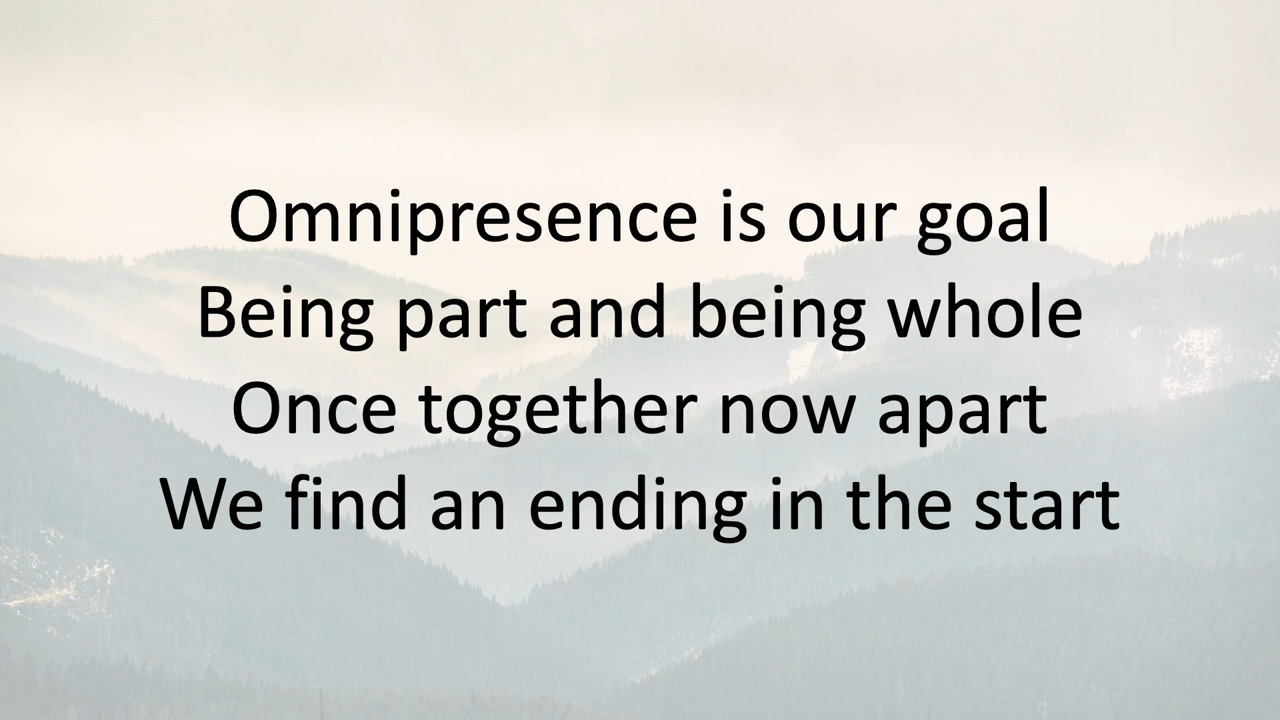 Omnipresence is our goal
Being part and being whole
Once together now apart
We find an ending in the start